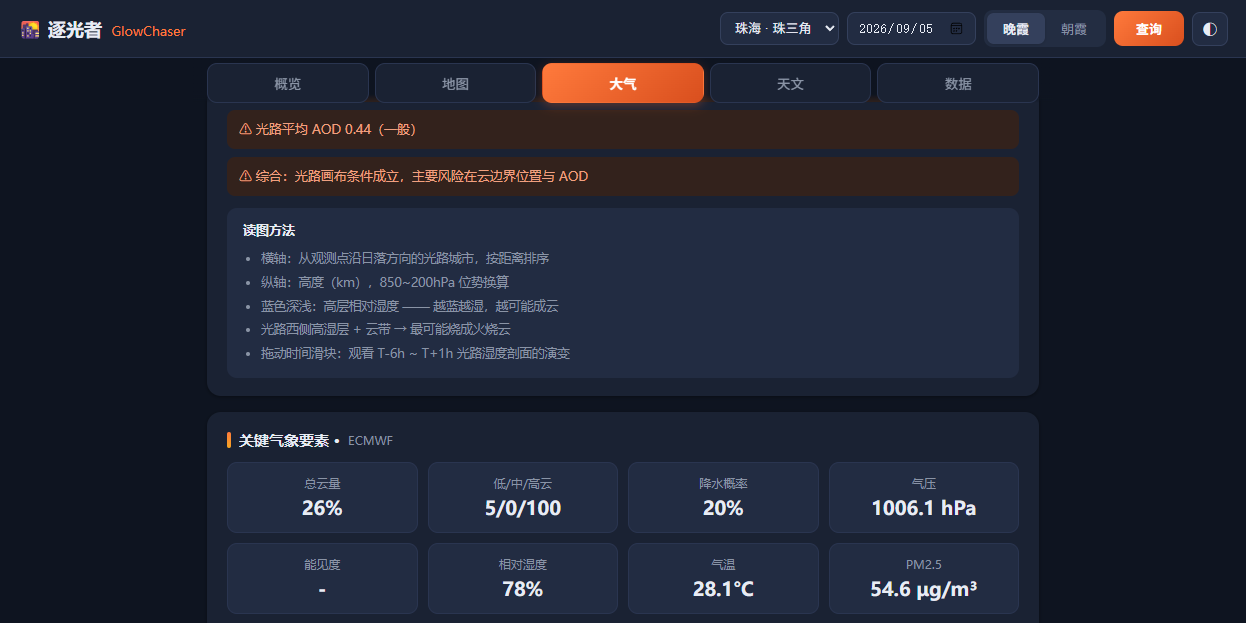 逐光者 GlowChaser
珠海 · 珠三角
2026/09/05
晚霞
朝霞
查询
概览
地图
大气
天文
数据
⚠ 光路平均 AOD 0.44（一般）
⚠ 综合：光路画布条件成立，主要风险在云边界位置与 AOD
读图方法
• 横轴：从观测点沿日落方向的光路城市，按距离排序
• 纵轴：高度（km），850~200hPa 位势换算
• 蓝色深浅：高层相对湿度 —— 越蓝越湿，越可能成云
• 光路西侧高湿层 + 云带 → 最可能烧成火烧云
• 拖动时间滑块：观看 T-6h ~ T+1h 光路湿度剖面的演变
关键气象要素 • ECMWF
总云量
26%
低/中/高云
5/0/100
降水概率
20%
气压
1006.1 hPa
能见度
-
相对湿度
78%
气温
28.1°C
PM2.5
54.6 μg/m³